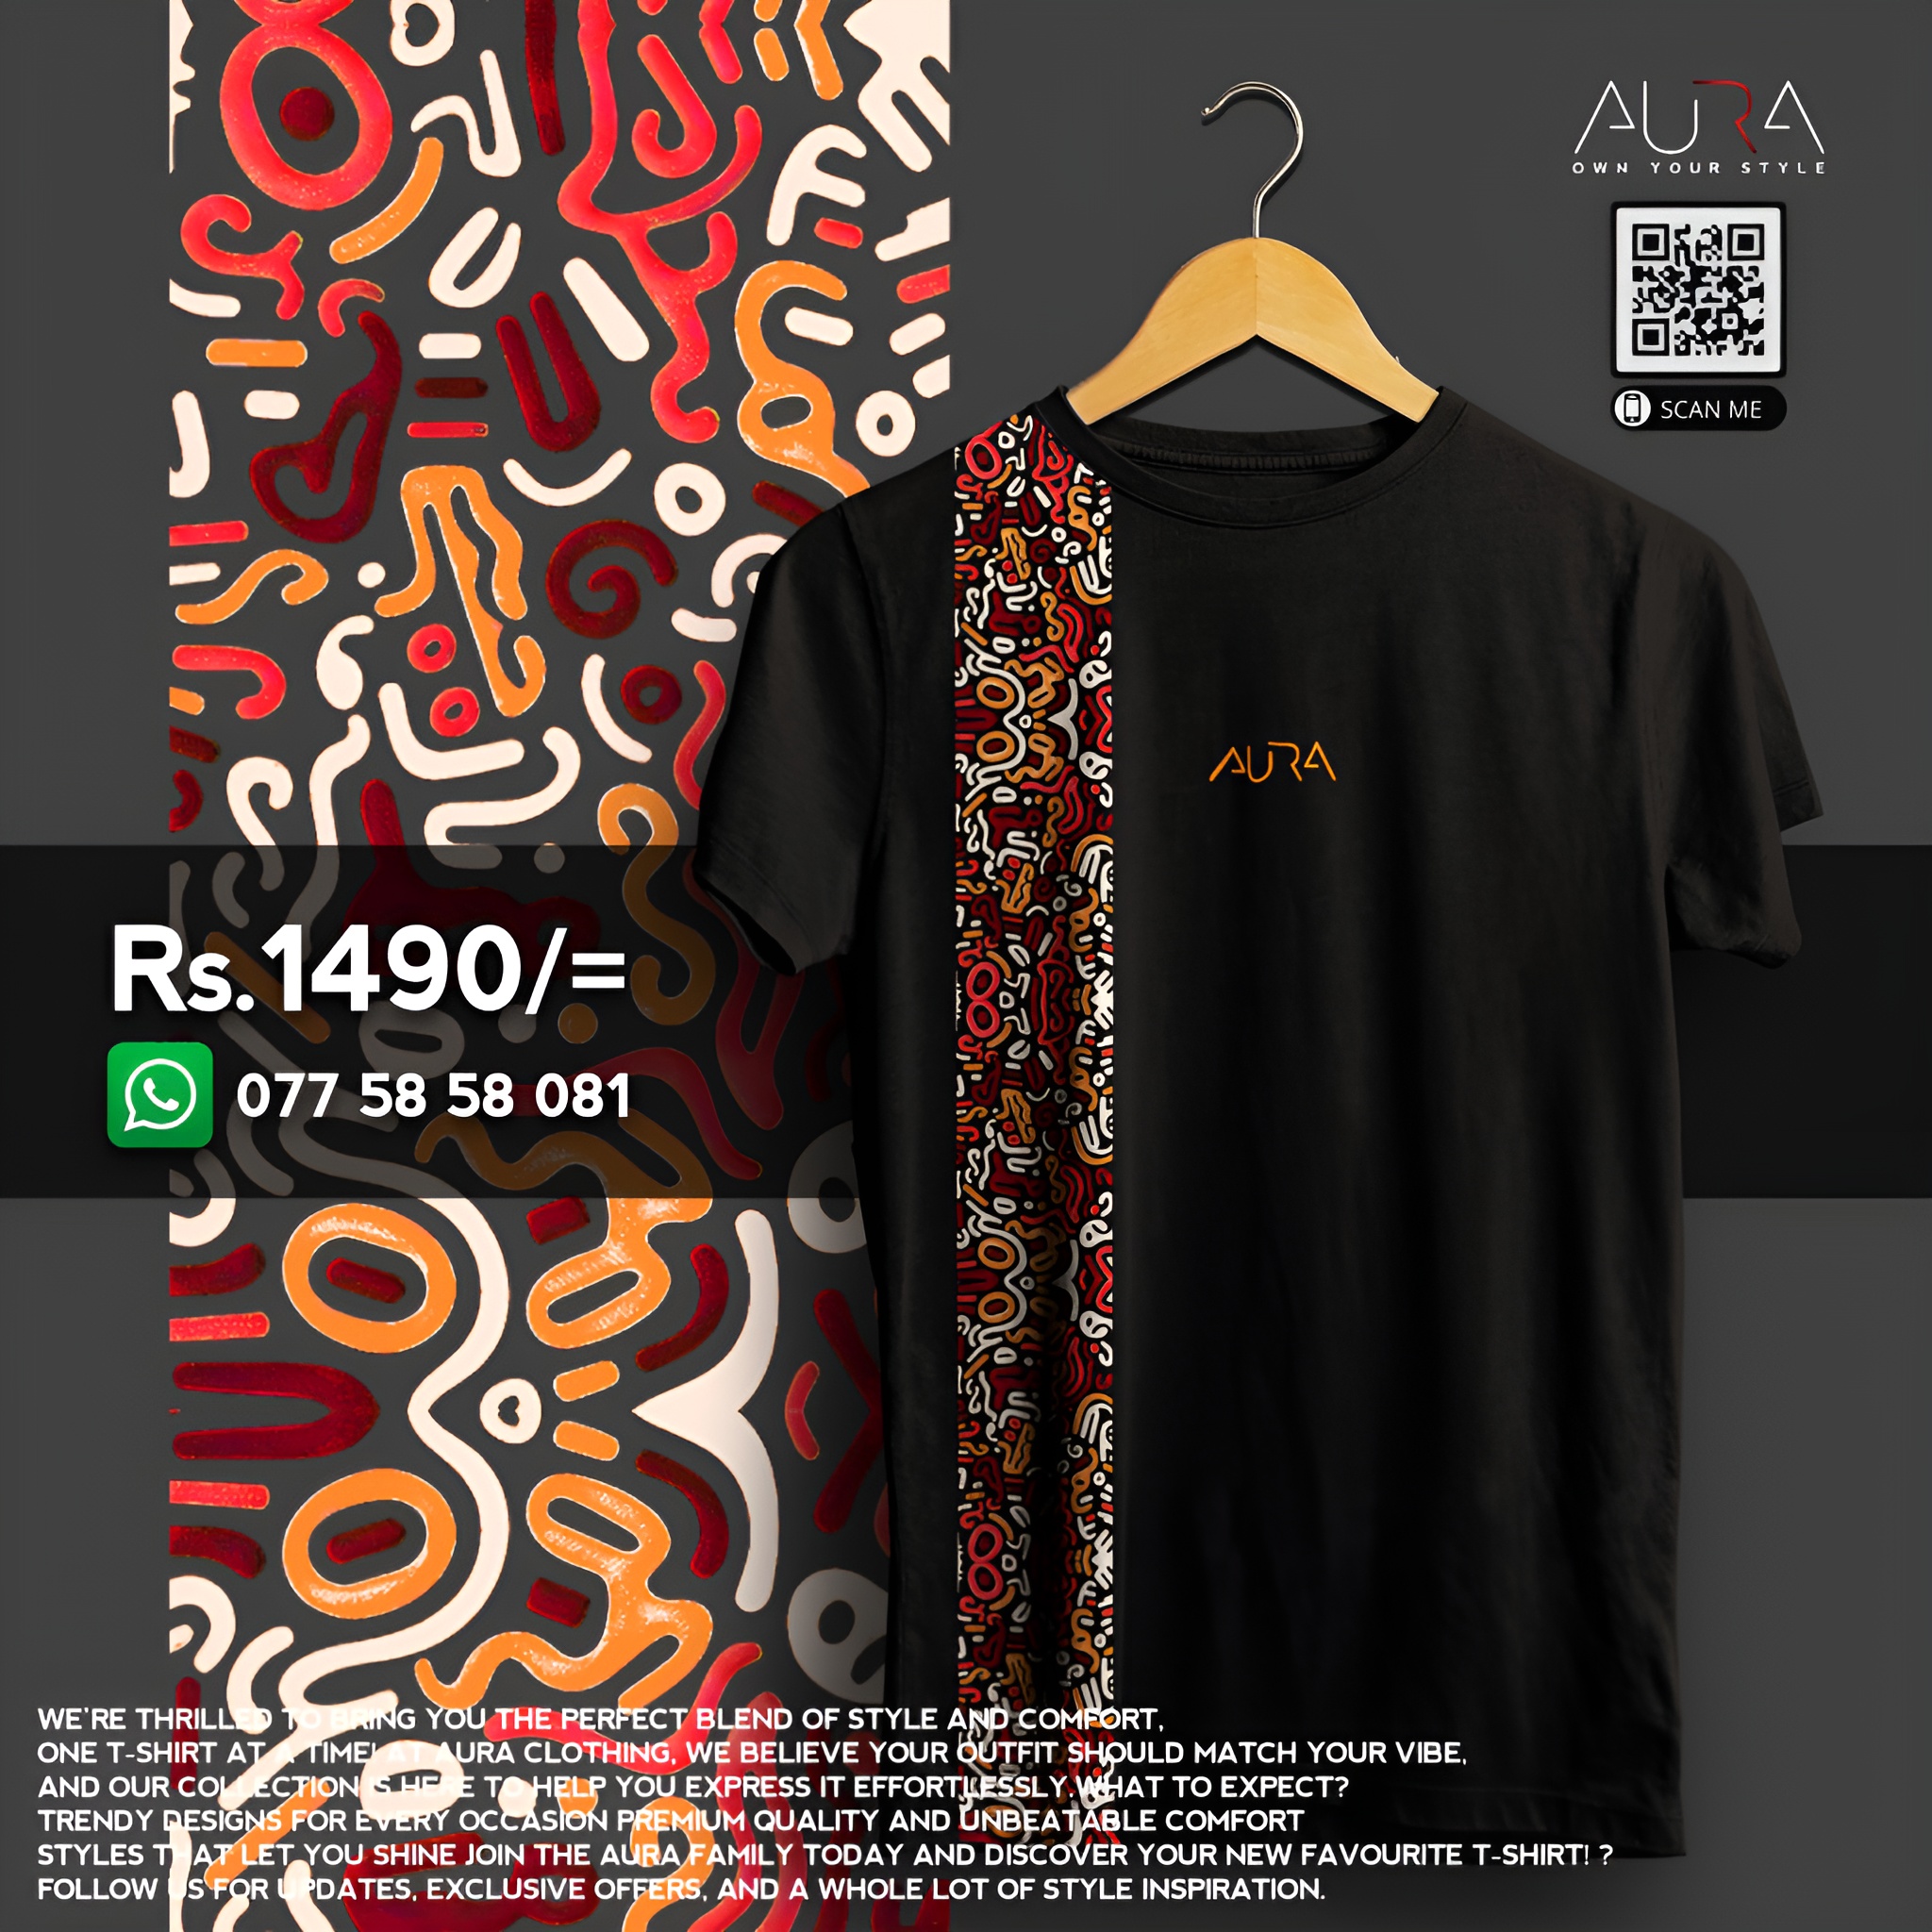 AURA
OWN YOUR STYLE
SCAN ME
AURA
Rs.1490/=
077 58 58 081
WE'RE THRILLED TO BRING YOU THE PERFECT BLEND OF STYLE AND COMFORT,
ONE T-SHIRT AT A TIME! AT AURA CLOTHING, WE BELIEVE YOUR OUTFIT SHOULD MATCH YOUR VIBE,
AND OUR COLLECTION IS HERE TO HELP YOU EXPRESS IT EFFORTLESSLY.WHAT TO EXPECT?
TRENDY DESIGNS FOR EVERY OCCASION PREMIUM QUALITY AND UNBEATABLE COMFORT
STYLES THAT LET YOU SHINE JOIN THE AURA FAMILY TODAY AND DISCOVER YOUR NEW FAVOURITE T-SHIRT! ?
FOLLOW US FOR UPDATES, EXCLUSIVE OFFERS, AND A WHOLE LOT OF STYLE INSPIRATION.